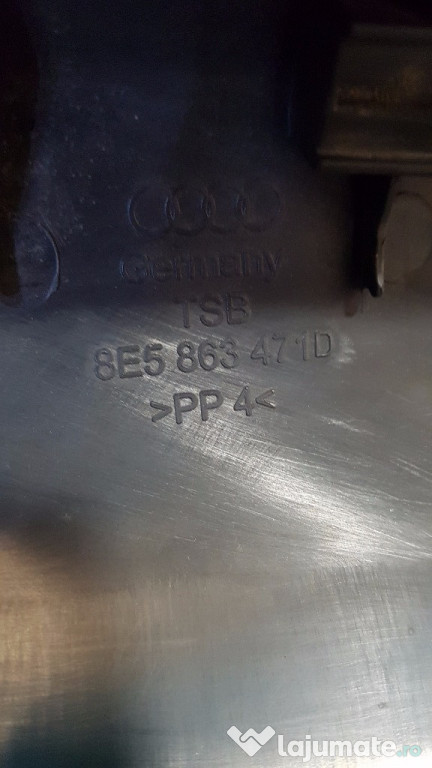 Germany
TSB
8E5 863 471D
>PP 4<
lajumate.ro